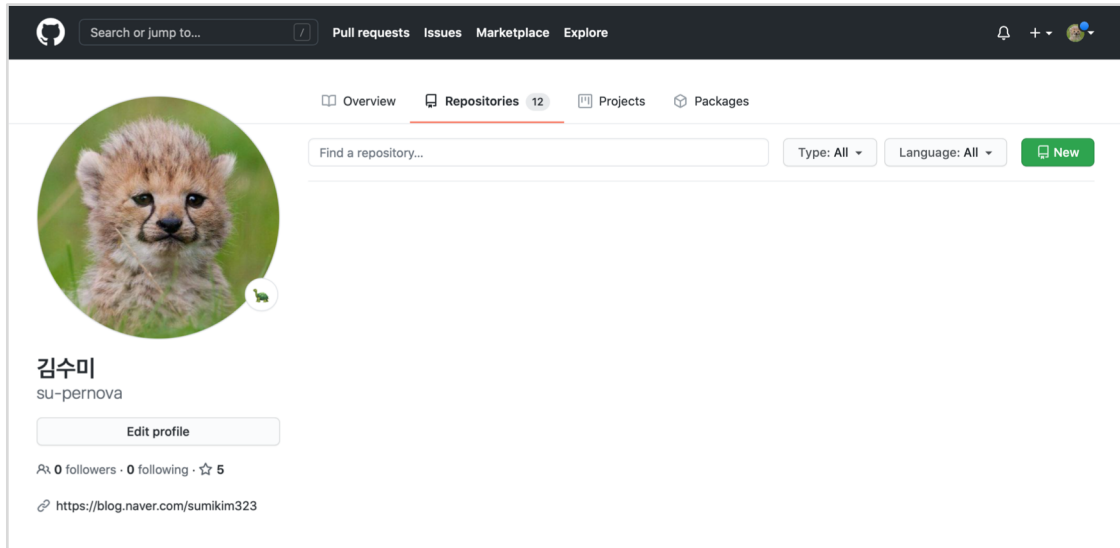 Search or jump to... / Pull requests Issues Marketplace Explore
Overview Repositories 12 Projects Packages
Find a repository... Type: All Language: All New
김수미
su-pernova
Edit profile
0 followers · 0 following · 5
https://blog.naver.com/sumikim323